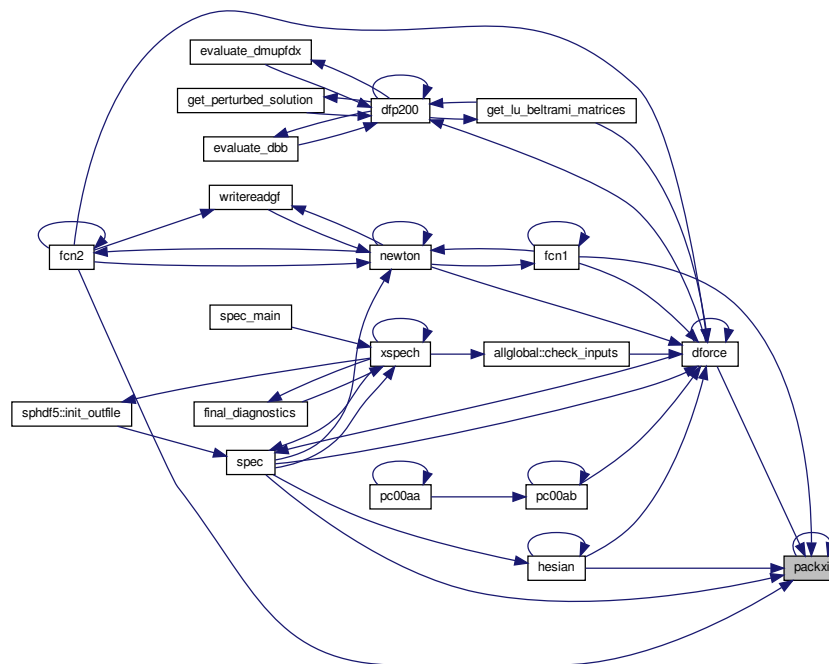 evaluate_dmupfdx
get_perturbed_solution
dfp200
get_lu_beltrami_matrices
evaluate_dbb
writereadgf
fcn2
newton
fcn1
spec_main
xspech
allglobal::check_inputs
dforce
sphdf5::init_outfile
final_diagnostics
spec
pc00aa
pc00ab
hesian
packxi